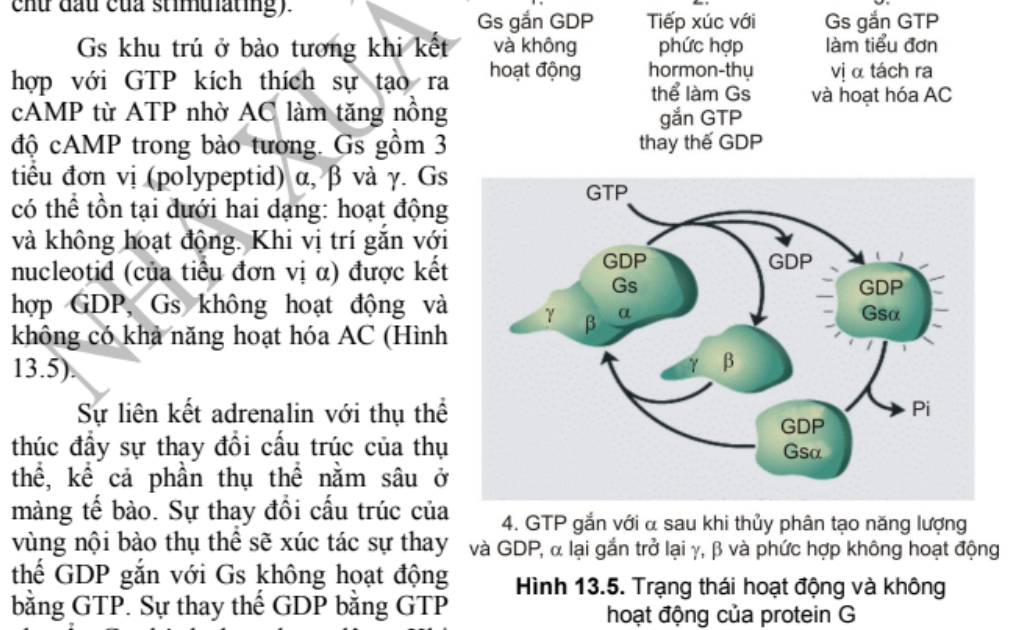 chữ đầu của stimulating).
Gs khu trú ở bào tương khi kết
hợp với GTP kích thích sự tạo ra
cAMP từ ATP nhờ AC làm tăng nồng
độ cAMP trong bào tương. Gs gồm 3
tiểu đơn vị (polypeptid) α, β và γ. Gs
có thể tồn tại dưới hai dạng: hoạt động
và không hoạt động. Khi vị trí gắn với
nucleotid (của tiểu đơn vị α) được kết
hợp GDP, Gs không hoạt động và
không có khả năng hoạt hóa AC (Hình
13.5).
Sự liên kết adrenalin với thụ thể
thúc đẩy sự thay đổi cấu trúc của thụ
thể, kể cả phần thụ thể nằm sâu ở
màng tế bào. Sự thay đổi cấu trúc của
vùng nội bào thụ thể sẽ xúc tác sự thay
thế GDP gắn với Gs không hoạt động
bằng GTP. Sự thay thế GDP bằng GTP
Gs gắn GDP
và không
hoạt động
Tiếp xúc với
phức hợp
hormon-thụ
thể làm Gs
gắn GTP
thay thế GDP
Gs gắn GTP
làm tiểu đơn
vị α tách ra
và hoạt hóa AC
GTP
GDP
GDP
Gs
α
β
γ
GDP
Gsα
γ β
Pi
GDP
Gsα
4. GTP gắn với α sau khi thủy phân tạo năng lượng
và GDP, α lại gắn trở lại γ, β và phức hợp không hoạt động
Hình 13.5. Trạng thái hoạt động và không
hoạt động của protein G
NHÀ XUẤ